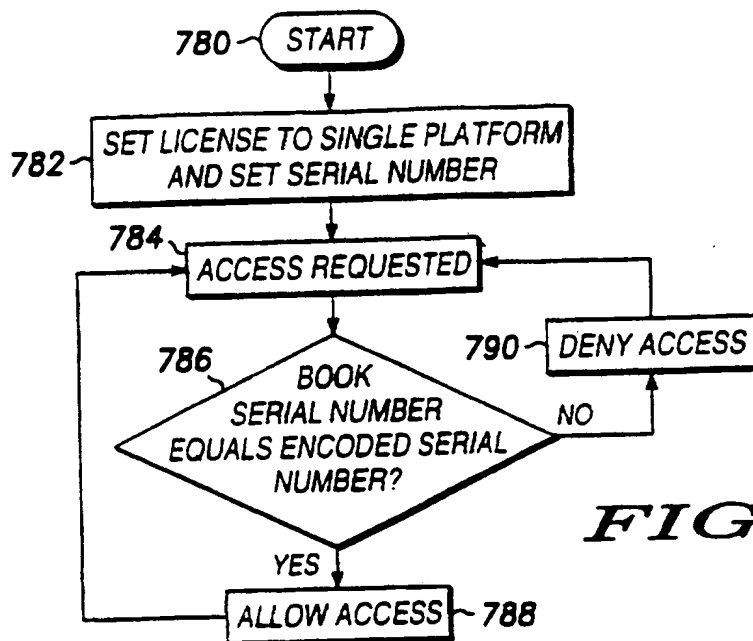 780
START
782
SET LICENSE TO SINGLE PLATFORM
AND SET SERIAL NUMBER
784
ACCESS REQUESTED
786
BOOK
SERIAL NUMBER
EQUALS ENCODED SERIAL
NUMBER?
NO
790
DENY ACCESS
YES
ALLOW ACCESS
788
FIG